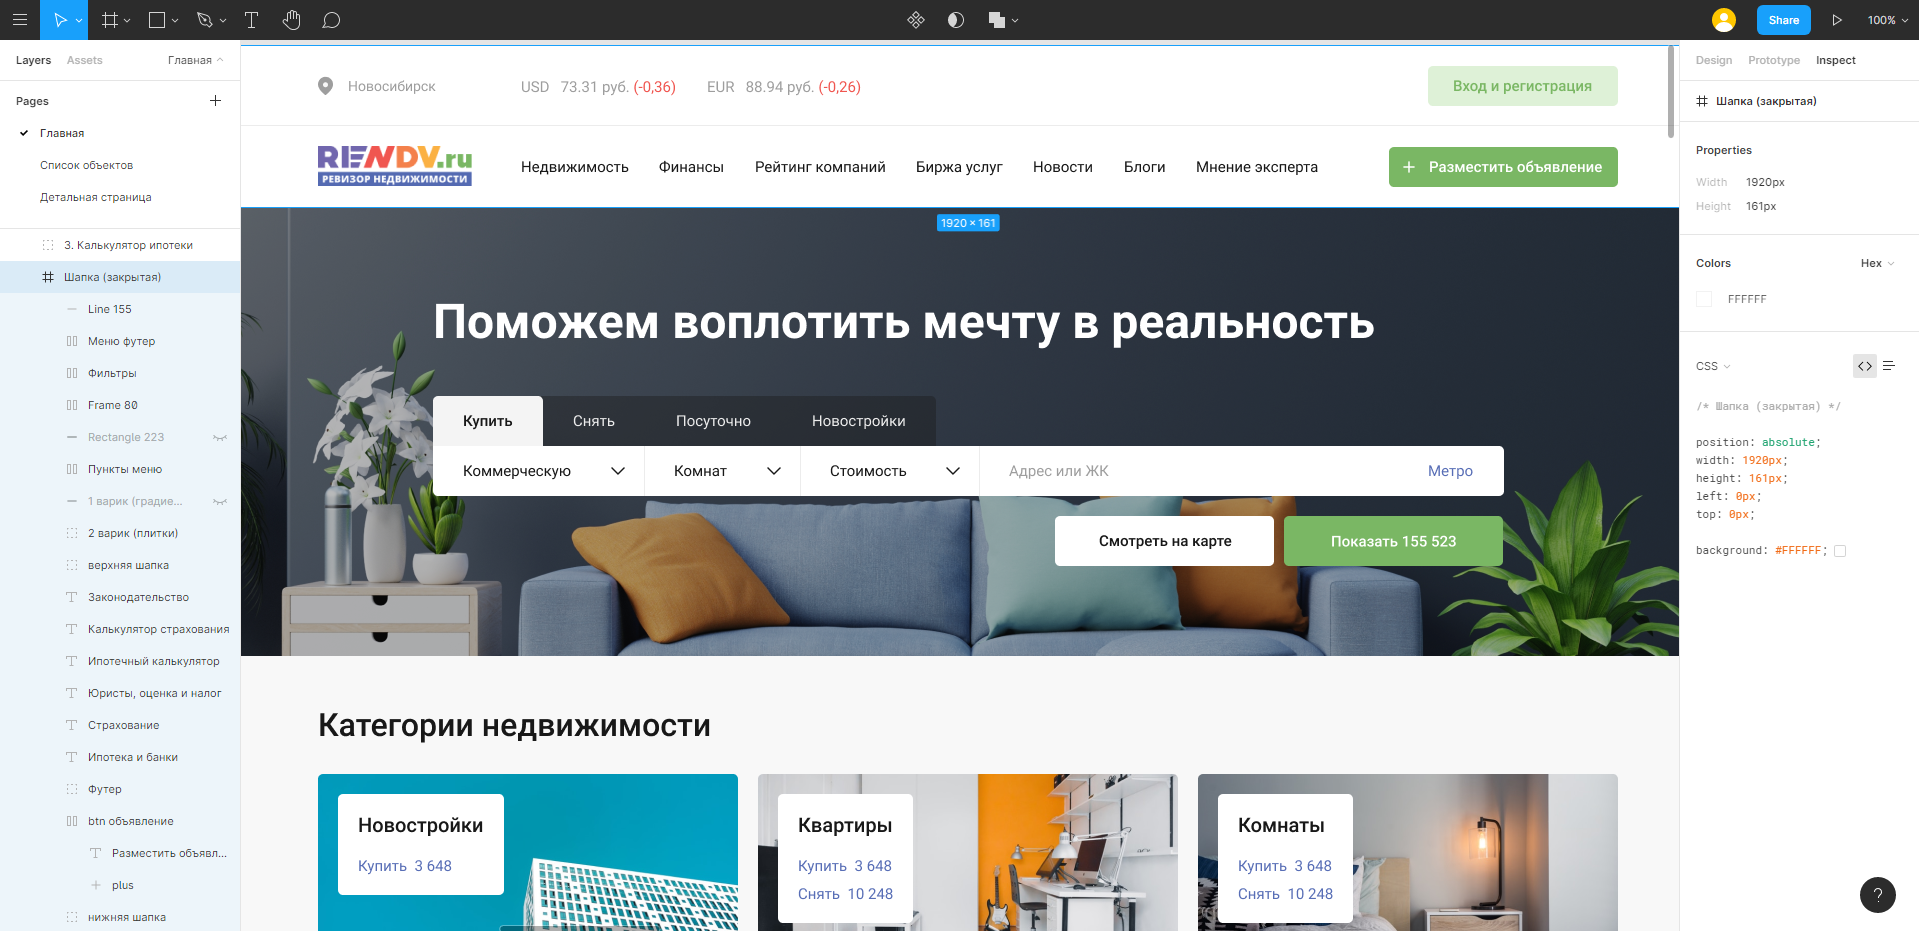 Share
100%
Layers
Assets
Главная
Design
Prototype
Inspect
Pages
Главная
Список объектов
Детальная страница
3. Калькулятор ипотеки
Шапка (закрытая)
Line 155
Меню футер
Фильтры
Frame 80
Rectangle 223
Пункты меню
1 варик (градие...
2 варик (плитки)
верхняя шапка
Законодательство
Калькулятор страхования
Ипотечный калькулятор
Юристы, оценка и налог
Страхование
Ипотека и банки
Футер
btn объявление
Разместить объявл...
plus
нижняя шапка
Новосибирск
USD 73.31 руб. (-0,36)
EUR 88.94 руб. (-0,26)
Вход и регистрация
RENDV.ru
РЕВИЗОР НЕДВИЖИМОСТИ
Недвижимость
Финансы
Рейтинг компаний
Биржа услуг
Новости
Блоги
Мнение эксперта
+ Разместить объявление
1920 × 161
Поможем воплотить мечту в реальность
Купить
Снять
Посуточно
Новостройки
Коммерческую
Комнат
Стоимость
Адрес или ЖК
Метро
Смотреть на карте
Показать 155 523
Категории недвижимости
Новостройки
Купить 3 648
Квартиры
Купить 3 648
Снять 10 248
Комнаты
Купить 3 648
Снять 10 248
Шапка (закрытая)
Properties
Width 1920px
Height 161px
Colors
Hex
FFFFFF
CSS
/* Шапка (закрытая) */
position: absolute;
width: 1920px;
height: 161px;
left: 0px;
top: 0px;
background: #FFFFFF;
?